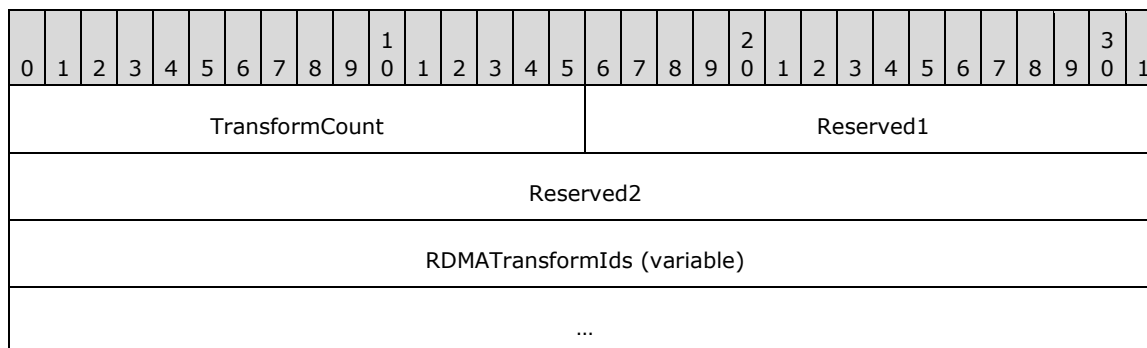 1 2 3
0 1 2 3 4 5 6 7 8 9 0 1 2 3 4 5 6 7 8 9 0 1 2 3 4 5 6 7 8 9 0 1
TransformCount Reserved1
Reserved2
RDMATransformIds (variable)
...